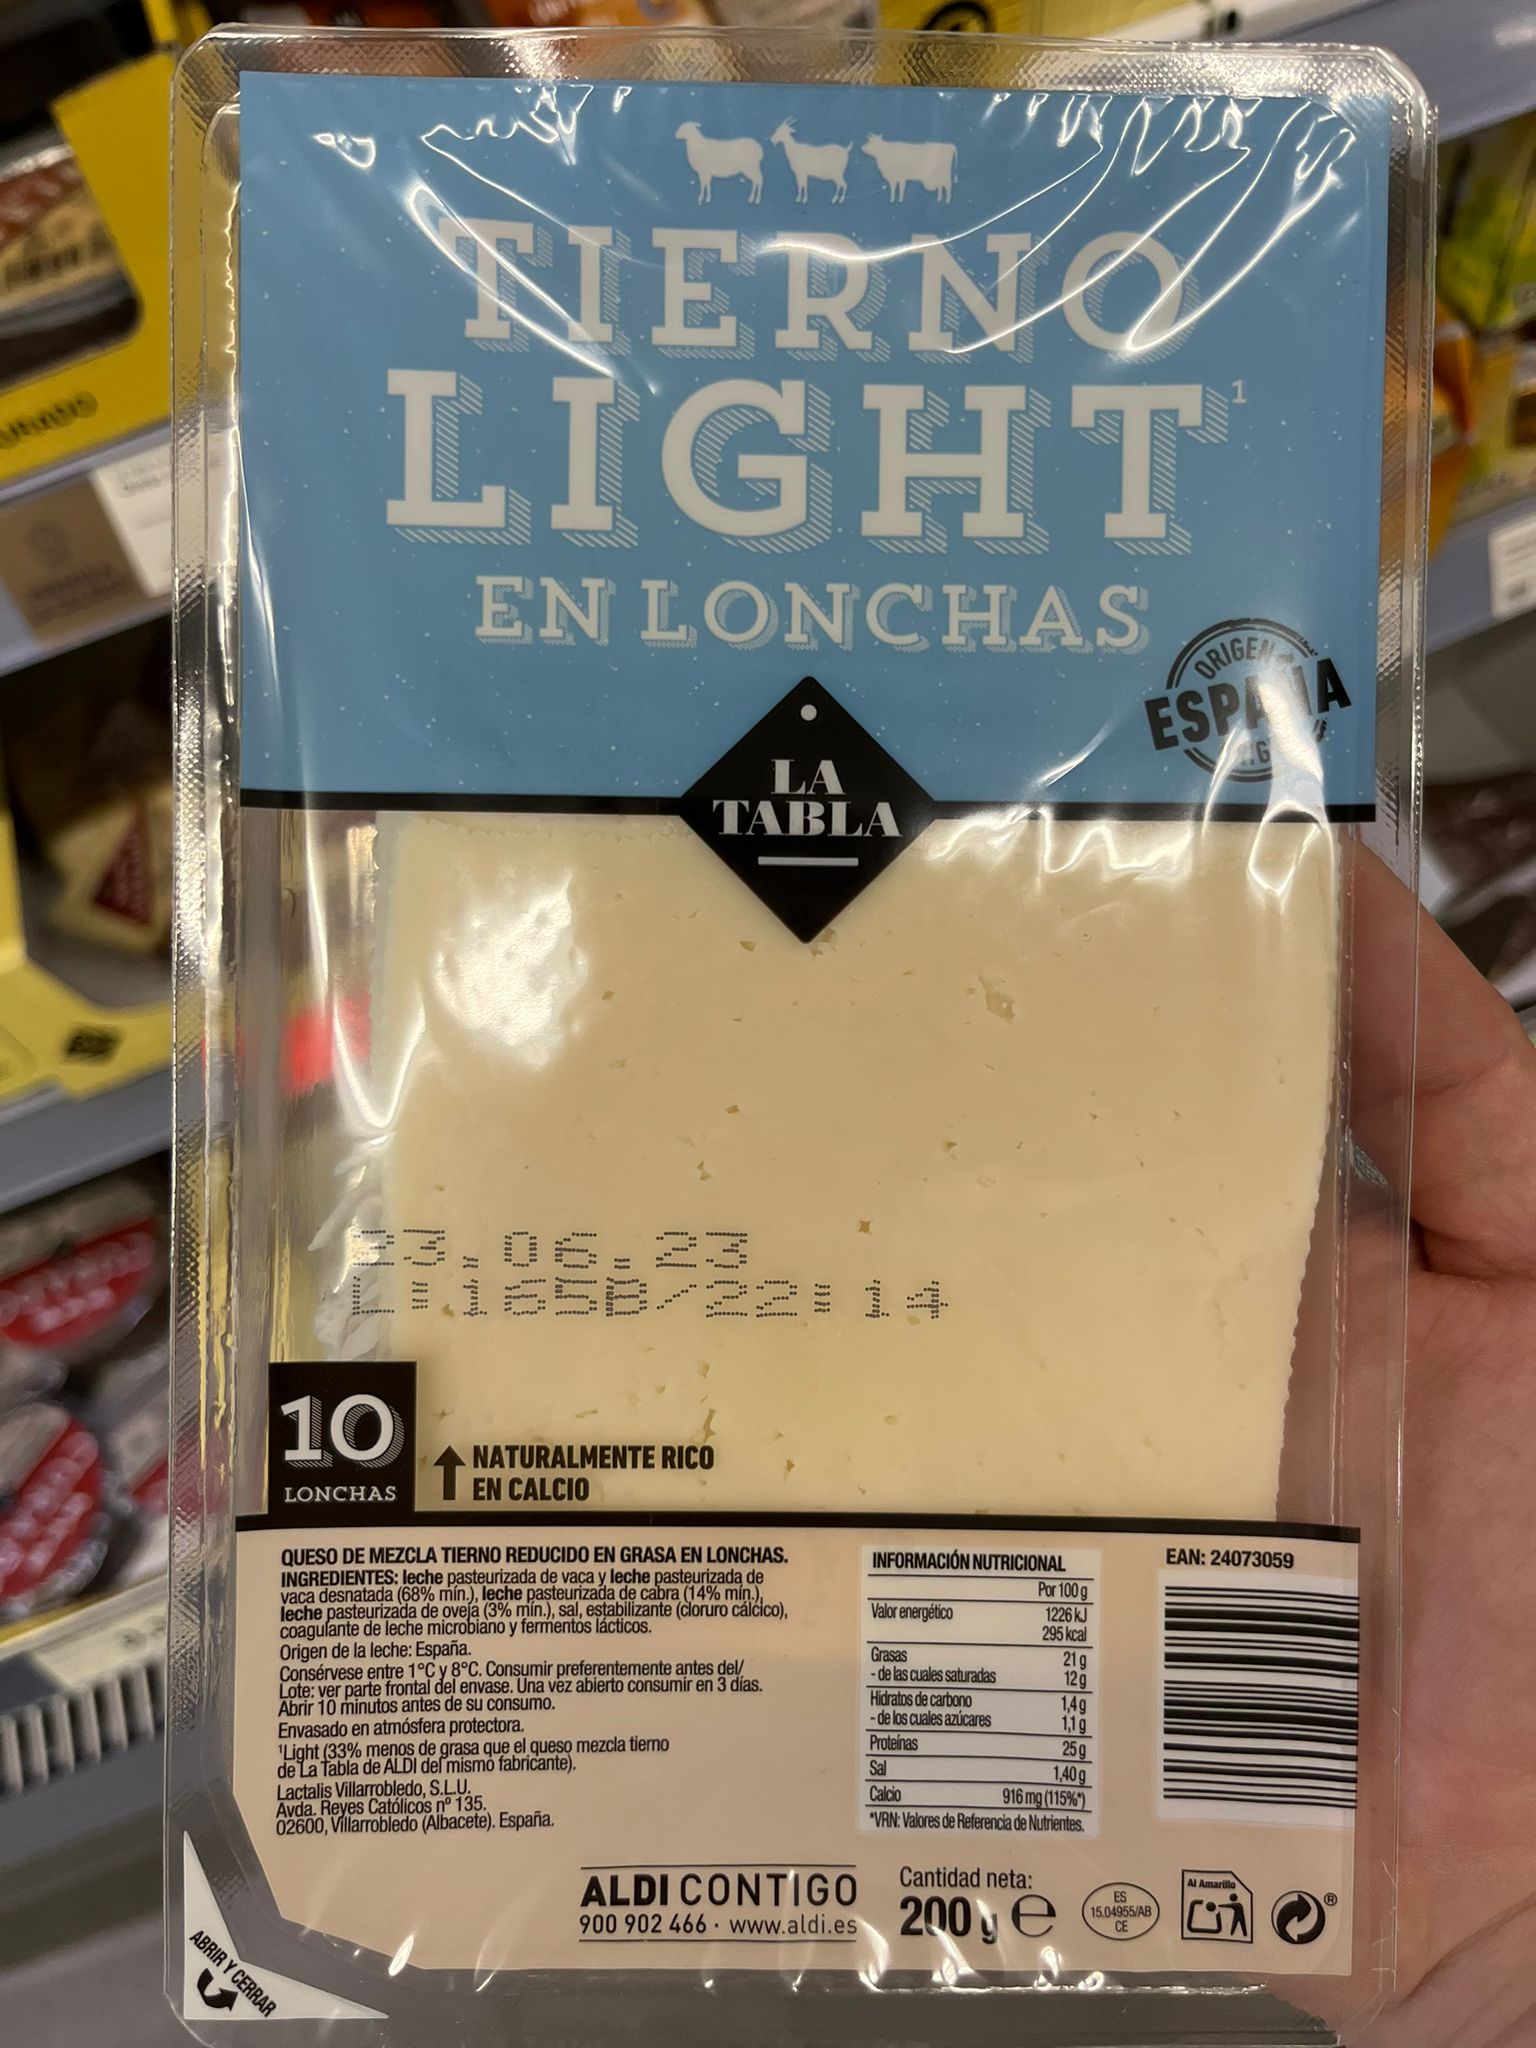 TIERNO
LIGHT¹
EN LONCHAS
ORIGEN
ESPAÑA
LA
TABLA
23.06.23
L:165B/22:14
10
LONCHAS
NATURALMENTE RICO
EN CALCIO
QUESO DE MEZCLA TIERNO REDUCIDO EN GRASA EN LONCHAS.
INGREDIENTES: leche pasteurizada de vaca y leche pasteurizada de
vaca desnatada (68% mín.), leche pasteurizada de cabra (14% mín.),
leche pasteurizada de oveja (3% mín.), sal, estabilizante (cloruro cálcico),
coagulante de leche microbiano y fermentos lácticos.
Origen de la leche: España.
Consérvese entre 1°C y 8°C. Consumir preferentemente antes del/
Lote: ver parte frontal del envase. Una vez abierto consumir en 3 días.
Abrir 10 minutos antes de su consumo.
Envasado en atmósfera protectora.
¹Light (33% menos de grasa que el queso mezcla tierno
de La Tabla de ALDI del mismo fabricante).
Lactalis Villarrobledo, S.L.U.
Avda. Reyes Católicos nº 135.
02600, Villarrobledo (Albacete). España.
INFORMACIÓN NUTRICIONAL
Por 100 g
Valor energético 1226 kJ
295 kcal
Grasas 21 g
- de las cuales saturadas 12 g
Hidratos de carbono 1,4 g
- de los cuales azúcares 1,1 g
Proteínas 25 g
Sal 1,40 g
Calcio 916 mg (115%*)
*VRN: Valores de Referencia de Nutrientes.
EAN: 24073059
ALDI CONTIGO
900 902 466 · www.aldi.es
Cantidad neta:
200 g e
ES
15.04955/AB
CE
Al Amarillo
®
ABRIR Y CERRAR